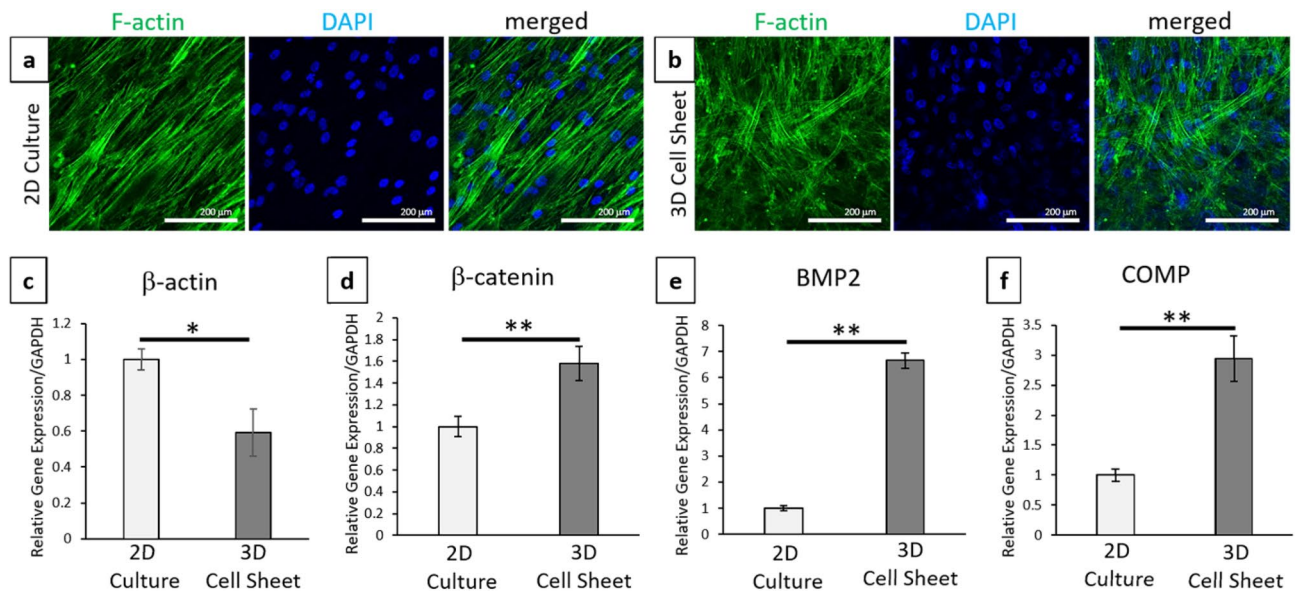 F-actin DAPI merged F-actin DAPI merged
a
2D Culture
200 µm 200 µm 200 µm
b
3D Cell Sheet
200 µm 200 µm 200 µm
c
β-actin
Relative Gene Expression/GAPDH
1.2
1
0.8
0.6
0.4
0.2
0
*
2D
Culture
3D
Cell Sheet
d
β-catenin
Relative Gene Expression/GAPDH
2
1.8
1.6
1.4
1.2
1
0.8
0.6
0.4
0.2
0
**
2D
Culture
3D
Cell Sheet
e
BMP2
Relative Gene Expression/GAPDH
8
7
6
5
4
3
2
1
0
**
2D
Culture
3D
Cell Sheet
f
COMP
Relative Gene Expression/GAPDH
3.5
3
2.5
2
1.5
1
0.5
0
**
2D
Culture
3D
Cell Sheet